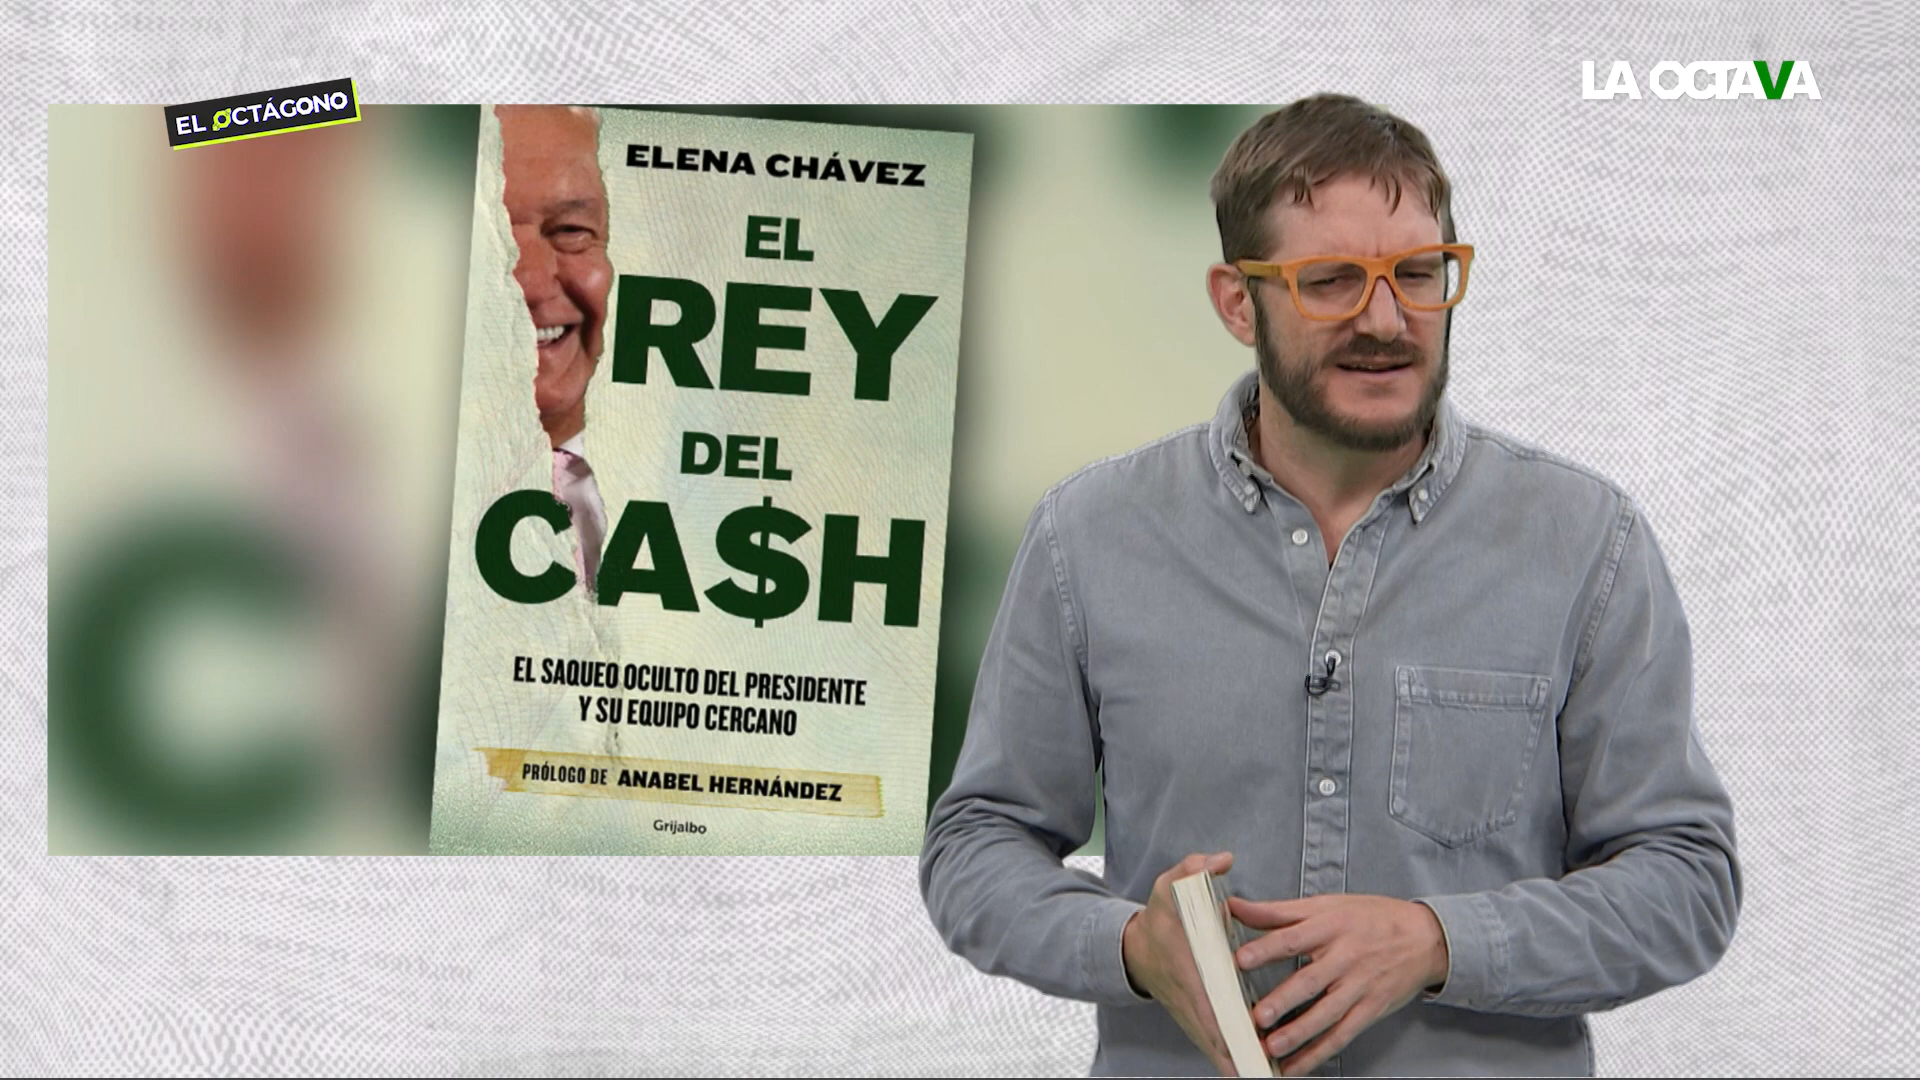 EL OCTÁGONO
LA OCTAVA
ELENA CHÁVEZ
EL
REY
DEL
CA$H
EL SAQUEO OCULTO DEL PRESIDENTE
Y SU EQUIPO CERCANO
PRÓLOGO DE ANABEL HERNÁNDEZ
Grijalbo